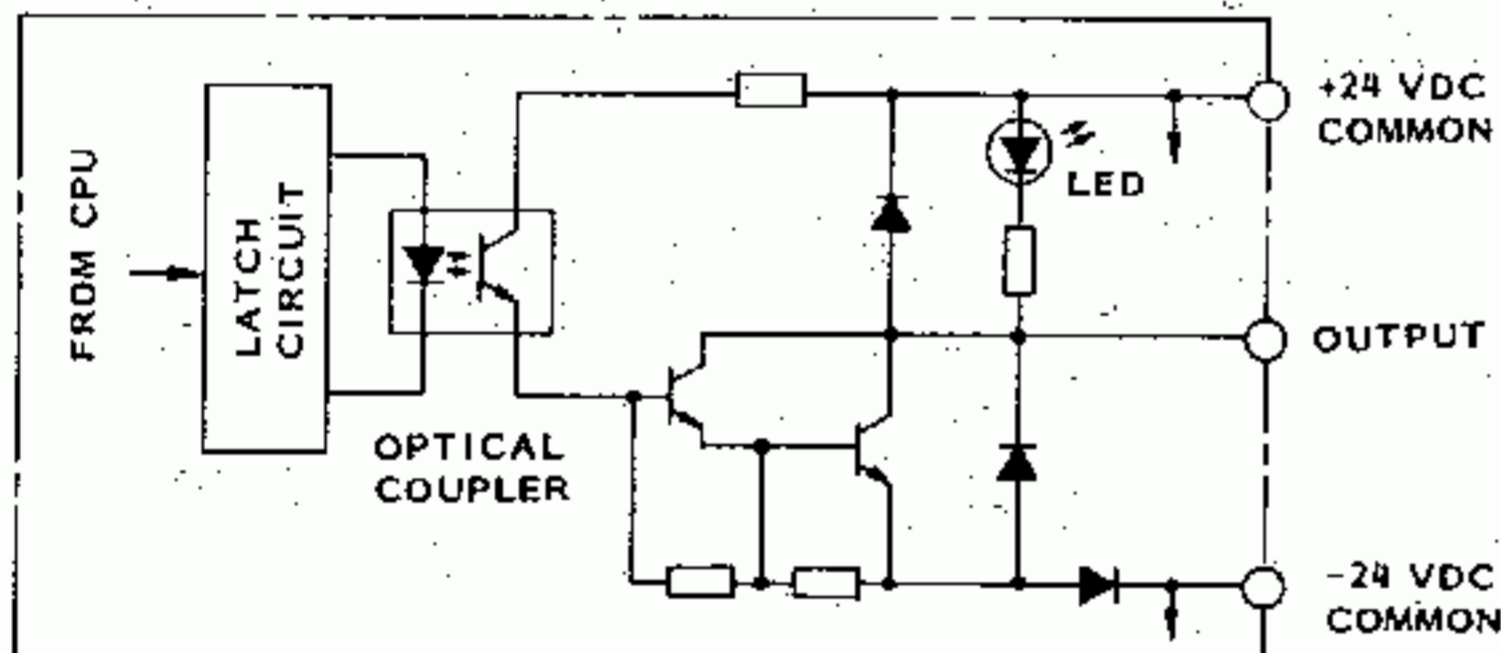 FROM CPU
LATCH
CIRCUIT
OPTICAL
COUPLER
LED
+24 VDC
COMMON
OUTPUT
-24 VDC
COMMON